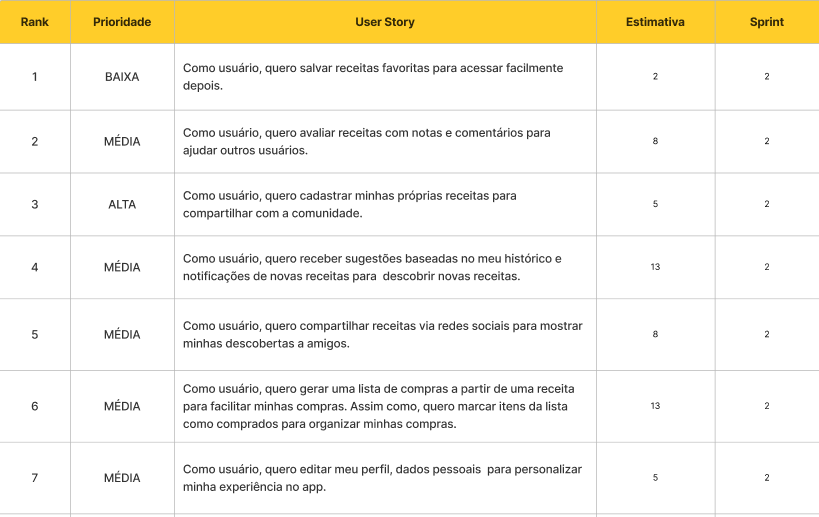 Rank Prioridade User Story Estimativa Sprint
1 BAIXA Como usuário, quero salvar receitas favoritas para acessar facilmente
depois. 2 2
2 MÉDIA Como usuário, quero avaliar receitas com notas e comentários para
ajudar outros usuários. 8 2
3 ALTA Como usuário, quero cadastrar minhas próprias receitas para
compartilhar com a comunidade. 5 2
4 MÉDIA Como usuário, quero receber sugestões baseadas no meu histórico e
notificações de novas receitas para  descobrir novas receitas. 13 2
5 MÉDIA Como usuário, quero compartilhar receitas via redes sociais para mostrar
minhas descobertas a amigos. 8 2
6 MÉDIA Como usuário, quero gerar uma lista de compras a partir de uma receita
para facilitar minhas compras. Assim como, quero marcar itens da lista
como comprados para organizar minhas compras. 13 2
7 MÉDIA Como usuário, quero editar meu perfil, dados pessoais  para personalizar
minha experiência no app. 5 2